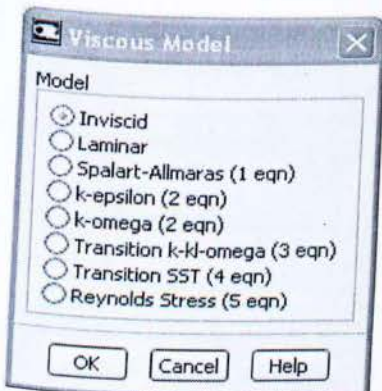 Viscous Model
Model
Inviscid
Laminar
Spalart-Allmaras (1 eqn)
k-epsilon (2 eqn)
k-omega (2 eqn)
Transition k-kl-omega (3 eqn)
Transition SST (4 eqn)
Reynolds Stress (5 eqn)
OK Cancel Help